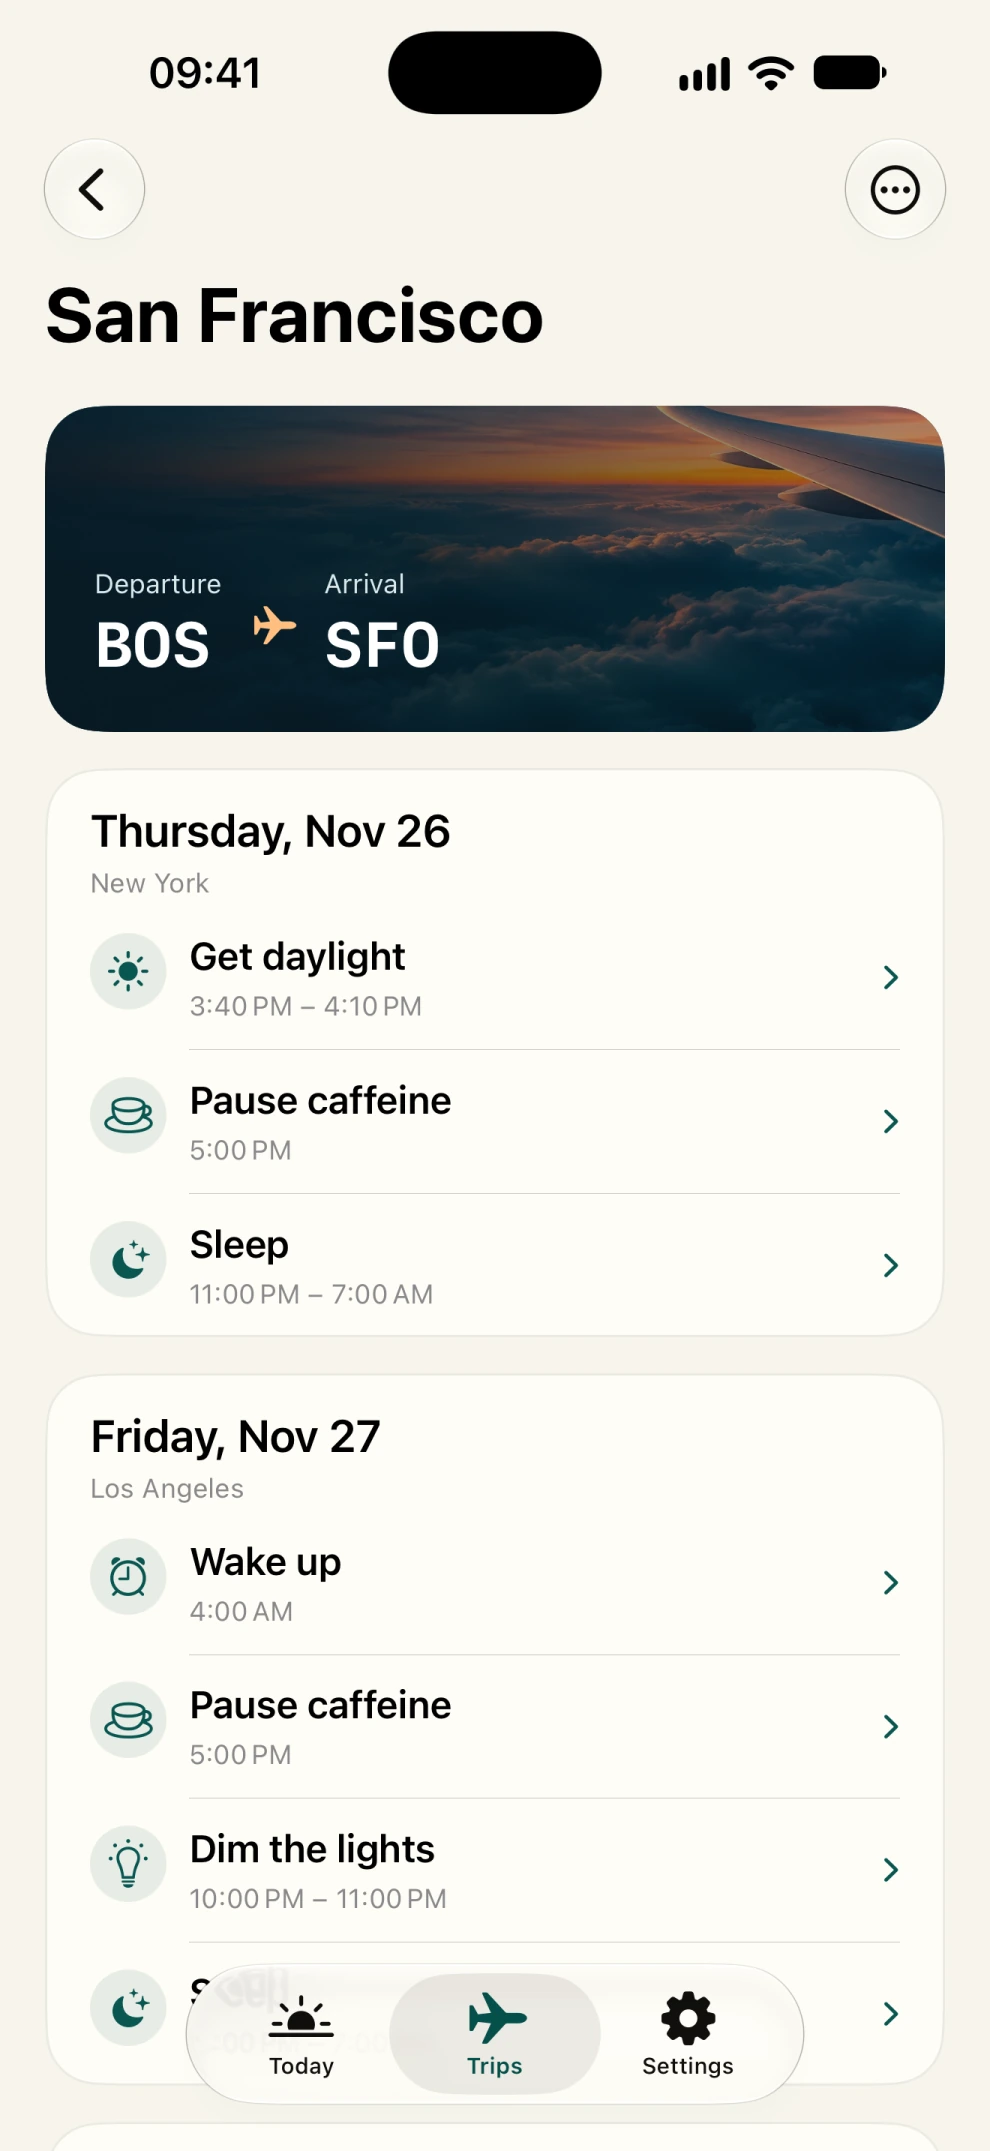 09:41
San Francisco
Departure
Arrival
BOS
SFO
Thursday, Nov 26
New York
Get daylight
3:40 PM – 4:10 PM
Pause caffeine
5:00 PM
Sleep
11:00 PM – 7:00 AM
Friday, Nov 27
Los Angeles
Wake up
4:00 AM
Pause caffeine
5:00 PM
Dim the lights
10:00 PM – 11:00 PM
Today
Trips
Settings